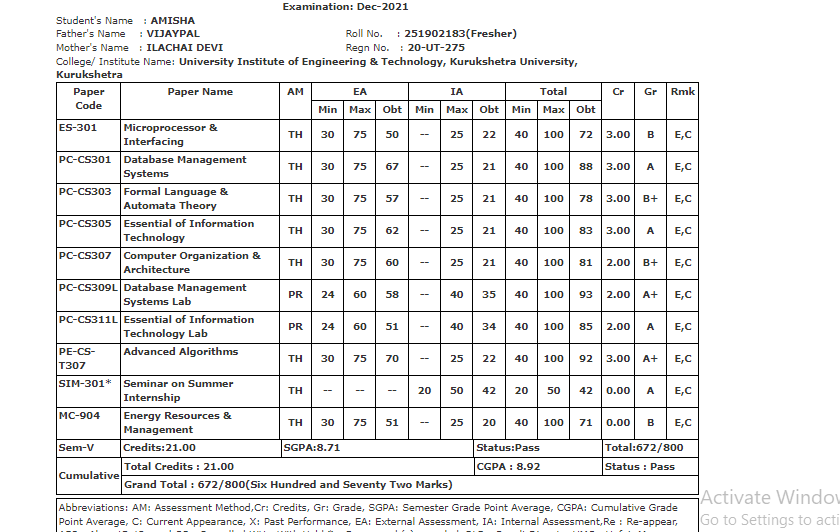 Examination: Dec-2021
Student's Name : AMISHA
Father's Name : VIJAYPAL Roll No. : 251902183(Fresher)
Mother's Name : ILACHAI DEVI Regn No. : 20-UT-275
College/ Institute Name: University Institute of Engineering & Technology, Kurukshetra University,
Kurukshetra
Paper Code Paper Name AM EA IA Total Cr Gr Rmk
Min Max Obt Min Max Obt Min Max Obt
ES-301 Microprocessor & Interfacing TH 30 75 50 -- 25 22 40 100 72 3.00 B E,C
PC-CS301 Database Management Systems TH 30 75 67 -- 25 21 40 100 88 3.00 A E,C
PC-CS303 Formal Language & Automata Theory TH 30 75 57 -- 25 21 40 100 78 3.00 B+ E,C
PC-CS305 Essential of Information Technology TH 30 75 62 -- 25 21 40 100 83 3.00 A E,C
PC-CS307 Computer Organization & Architecture TH 30 75 60 -- 25 21 40 100 81 2.00 B+ E,C
PC-CS309L Database Management Systems Lab PR 24 60 58 -- 40 35 40 100 93 2.00 A+ E,C
PC-CS311L Essential of Information Technology Lab PR 24 60 51 -- 40 34 40 100 85 2.00 A E,C
PE-CS-T307 Advanced Algorithms TH 30 75 70 -- 25 22 40 100 92 3.00 A+ E,C
SIM-301* Seminar on Summer Internship TH -- -- -- 20 50 42 20 50 42 0.00 A E,C
MC-904 Energy Resources & Management TH 30 75 51 -- 25 20 40 100 71 0.00 B E,C
Sem-V Credits:21.00 SGPA:8.71 Status:Pass Total:672/800
Cumulative Total Credits : 21.00 CGPA : 8.92 Status : Pass
Grand Total : 672/800(Six Hundred and Seventy Two Marks)
Abbreviations: AM: Assessment Method,Cr: Credits, Gr: Grade, SGPA: Semester Grade Point Average, CGPA: Cumulative Grade
Point Average, C: Current Appearance, X: Past Performance, EA: External Assessment, IA: Internal Assessment,Re : Re-appear,
Activate Window
Go to Settings to act